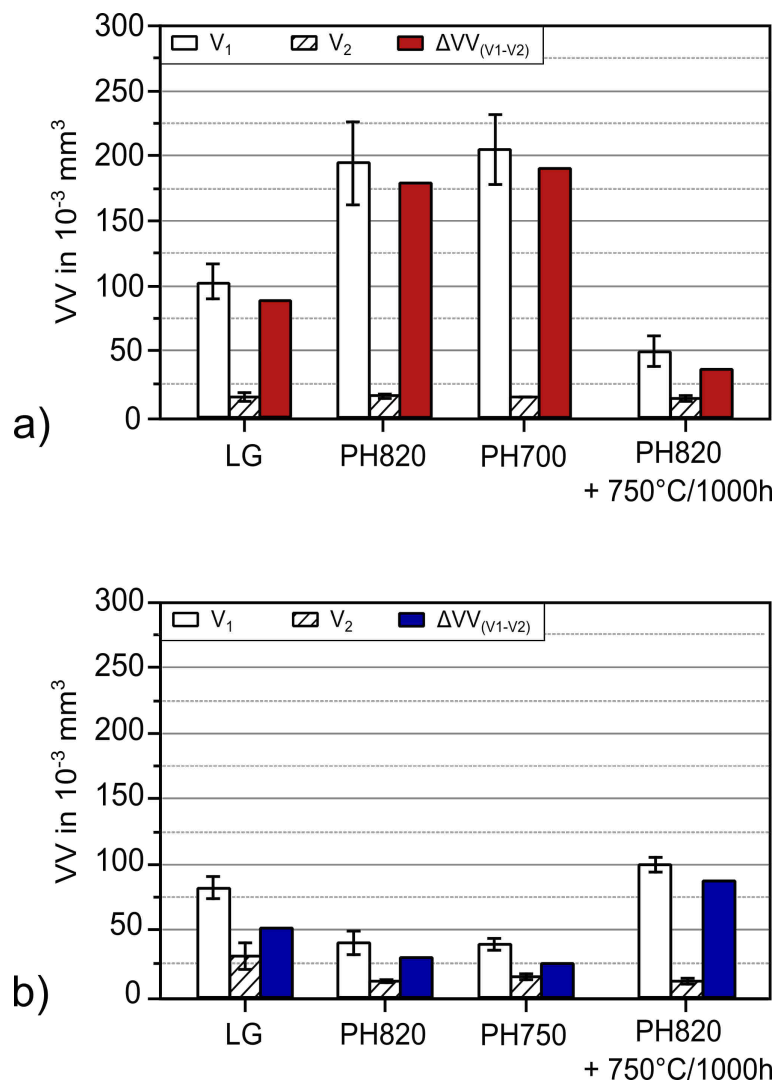 300
250
200
150
100
50
0
VV in 10⁻³ mm³
V₁ V₂ ΔVV(V1-V2)
a)
LG PH820 PH700 PH820
+ 750°C/1000h
300
250
200
150
100
50
0
VV in 10⁻³ mm³
V₁ V₂ ΔVV(V1-V2)
b)
LG PH820 PH750 PH820
+ 750°C/1000h